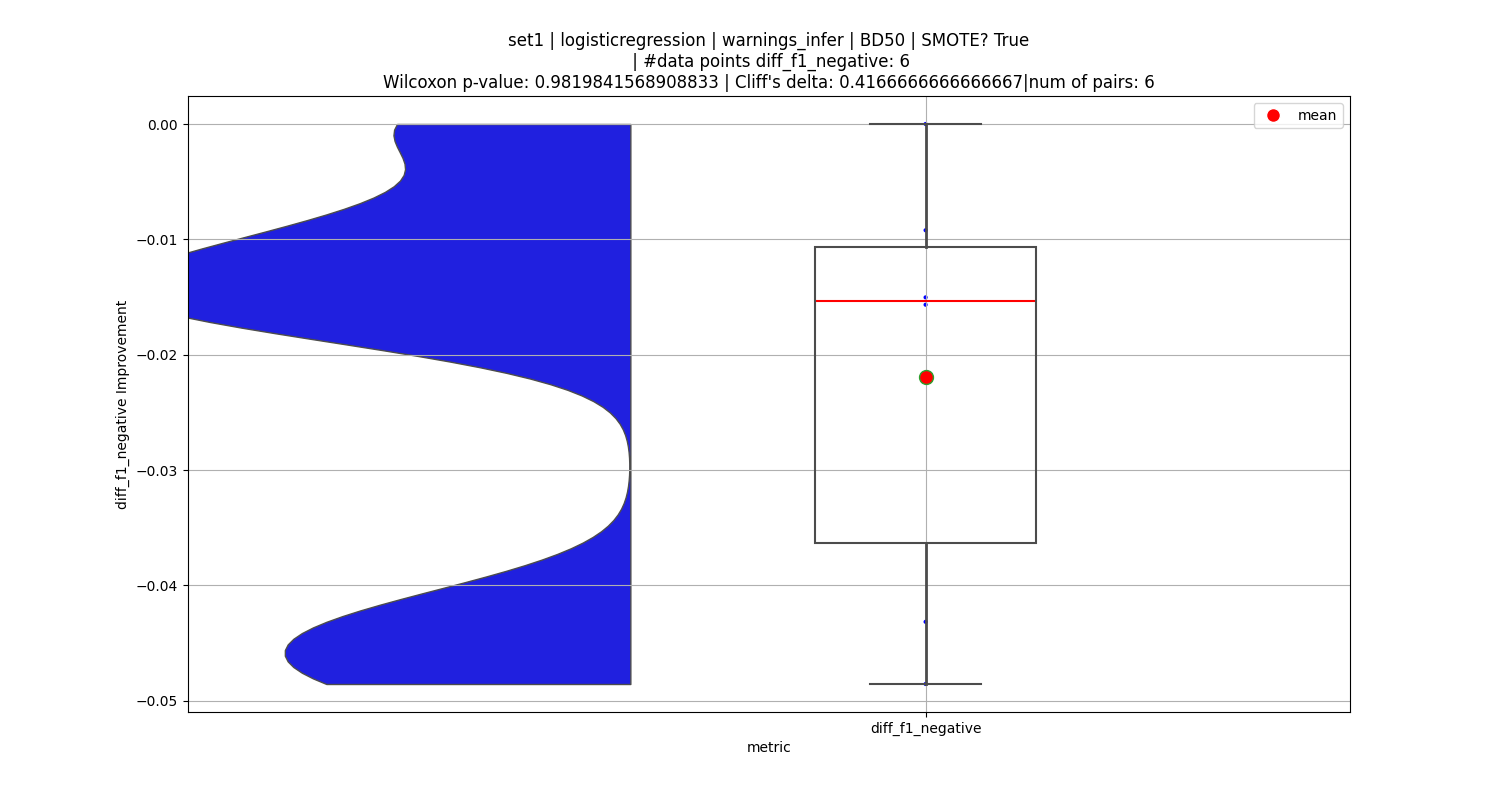 set1 | logisticregression | warnings_infer | BD50 | SMOTE? True
| #data points diff_f1_negative: 6
Wilcoxon p-value: 0.9819841568908833 | Cliff's delta: 0.4166666666666667|num of pairs: 6
mean
0.00
−0.01
−0.02
−0.03
−0.04
−0.05
diff_f1_negative Improvement
diff_f1_negative
metric